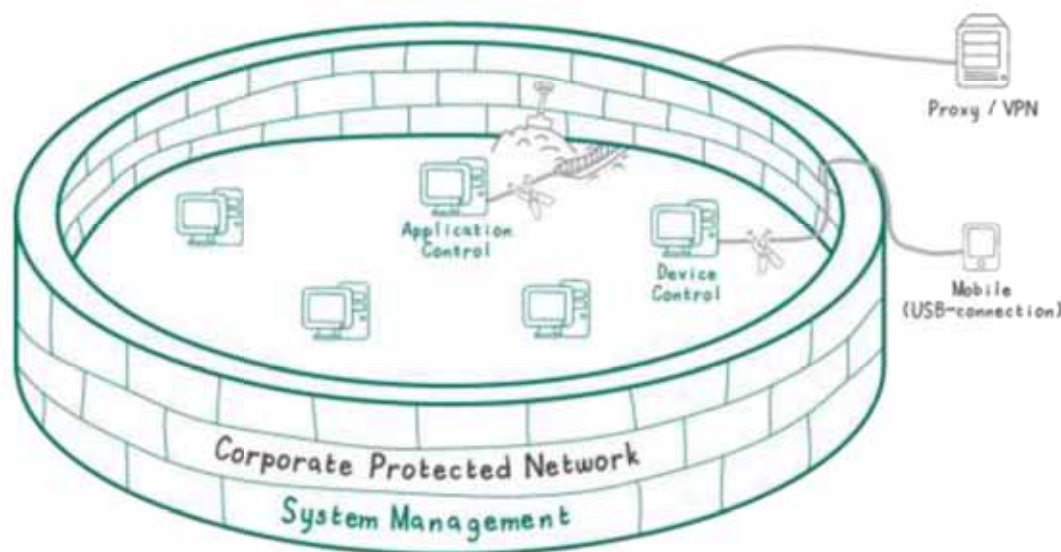 Proxy / VPN
Application
Control
Device
Control
Mobile
(USB-connection)
Corporate Protected Network
System Management